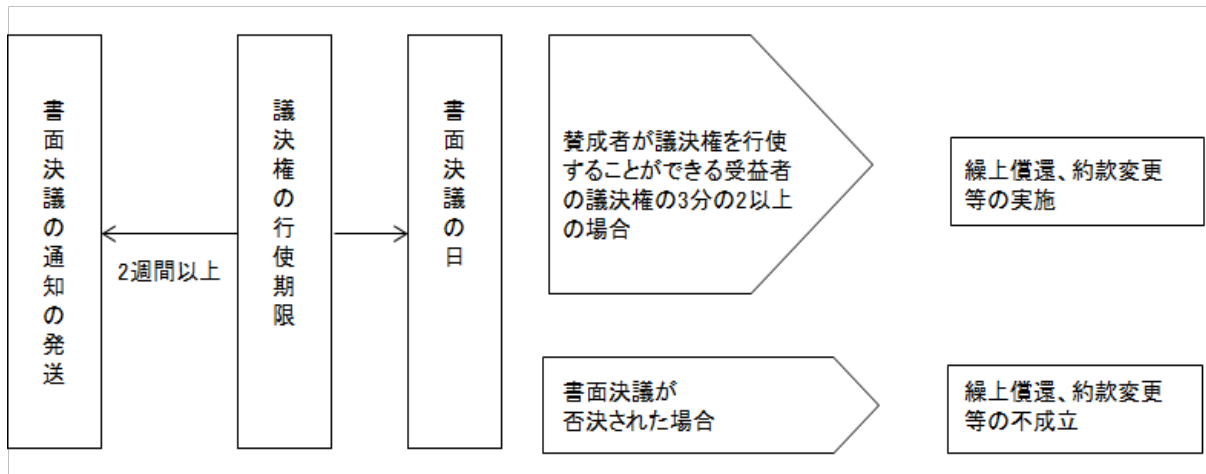 書面決議の通知の発送
2週間以上
議決権の行使期限
書面決議の日
賛成者が議決権を行使
することができる受益者
の議決権の3分の2以上
の場合
繰上償還、約款変更
等の実施
書面決議が
否決された場合
繰上償還、約款変更
等の不成立